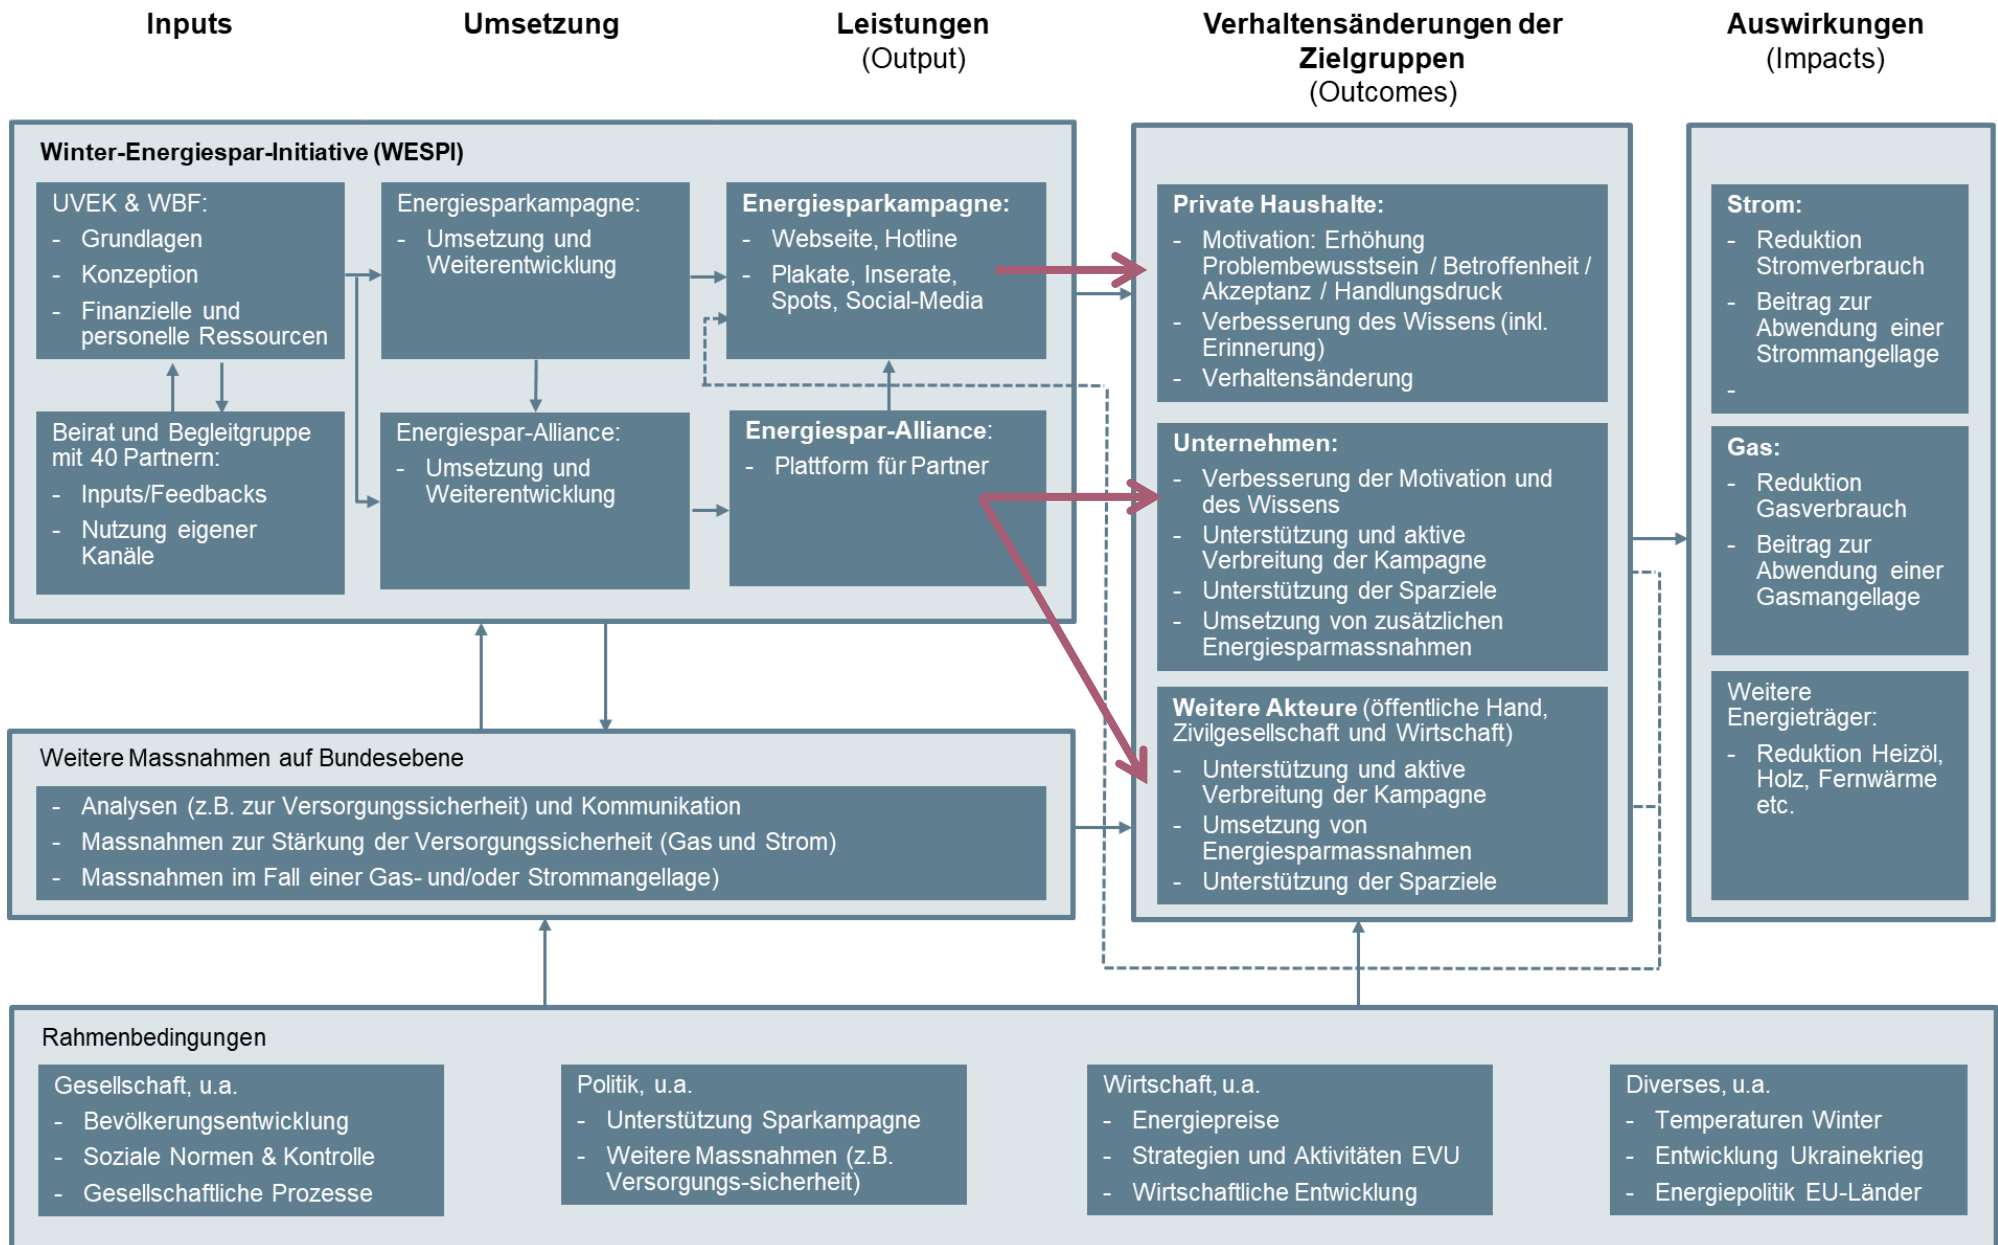 Inputs
Umsetzung
Leistungen
(Output)
Verhaltensänderungen der
Zielgruppen
(Outcomes)
Auswirkungen
(Impacts)
Winter-Energiespar-Initiative (WESPI)
UVEK & WBF:
- Grundlagen
- Konzeption
- Finanzielle und
personelle Ressourcen
Beirat und Begleitgruppe
mit 40 Partnern:
- Inputs/Feedbacks
- Nutzung eigener
Kanäle
Energiesparkampagne:
- Umsetzung und
Weiterentwicklung
Energiespar-Alliance:
- Umsetzung und
Weiterentwicklung
Energiesparkampagne:
- Webseite, Hotline
- Plakate, Inserate,
Spots, Social-Media
Energiespar-Alliance:
- Plattform für Partner
Private Haushalte:
- Motivation: Erhöhung
Problembewusstsein / Betroffenheit /
Akzeptanz / Handlungsdruck
- Verbesserung des Wissens (inkl.
Erinnerung)
- Verhaltensänderung
Unternehmen:
- Verbesserung der Motivation und
des Wissens
- Unterstützung und aktive
Verbreitung der Kampagne
- Unterstützung der Sparziele
- Umsetzung von zusätzlichen
Energiesparmassnahmen
Weitere Akteure (öffentliche Hand,
Zivilgesellschaft und Wirtschaft)
- Unterstützung und aktive
Verbreitung der Kampagne
- Umsetzung von
Energiesparmassnahmen
- Unterstützung der Sparziele
Strom:
- Reduktion
Stromverbrauch
- Beitrag zur
Abwendung einer
Strommangellage
-
Gas:
- Reduktion
Gasverbrauch
- Beitrag zur
Abwendung einer
Gasmangellage
Weitere
Energieträger:
- Reduktion Heizöl,
Holz, Fernwärme
etc.
Weitere Massnahmen auf Bundesebene
- Analysen (z.B. zur Versorgungssicherheit) und Kommunikation
- Massnahmen zur Stärkung der Versorgungssicherheit (Gas und Strom)
- Massnahmen im Fall einer Gas- und/oder Strommangellage)
Rahmenbedingungen
Gesellschaft, u.a.
- Bevölkerungsentwicklung
- Soziale Normen & Kontrolle
- Gesellschaftliche Prozesse
Politik, u.a.
- Unterstützung Sparkampagne
- Weitere Massnahmen (z.B.
Versorgungs-sicherheit)
Wirtschaft, u.a.
- Energiepreise
- Strategien und Aktivitäten EVU
- Wirtschaftliche Entwicklung
Diverses, u.a.
- Temperaturen Winter
- Entwicklung Ukrainekrieg
- Energiepolitik EU-Länder